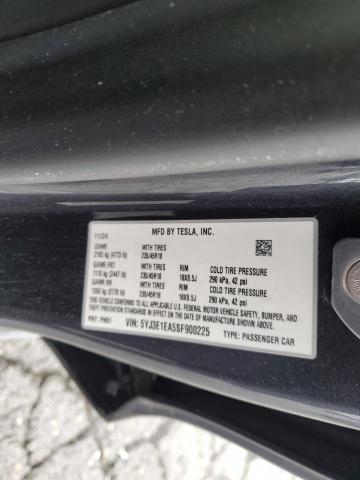 MFD BY TESLA, INC.
11/24
GVWR WITH TIRES
2165 kg (4773 lb) 235/45R18
GAWR FRT WITH TIRES RIM COLD TIRE PRESSURE
1110 kg (2447 lb) 235/45R18 18X8.5J 290 kPa, 42 psi
GAWR RR WITH TIRES RIM COLD TIRE PRESSURE
1260 kg (2778 lb) 235/45R18 18X8.5J 290 kPa, 42 psi
THIS VEHICLE CONFORMS TO ALL
APPLICABLE U.S. FEDERAL MOTOR VEHICLE SAFETY, BUMPER,
AND THEFT PREVENTION STANDARDS IN EFFECT ON THE DATE OF
MANUFACTURE SHOWN ABOVE.
PNT: PN01 VIN: 5YJ3E1EA5SF900225
TYPE: PASSENGER CAR